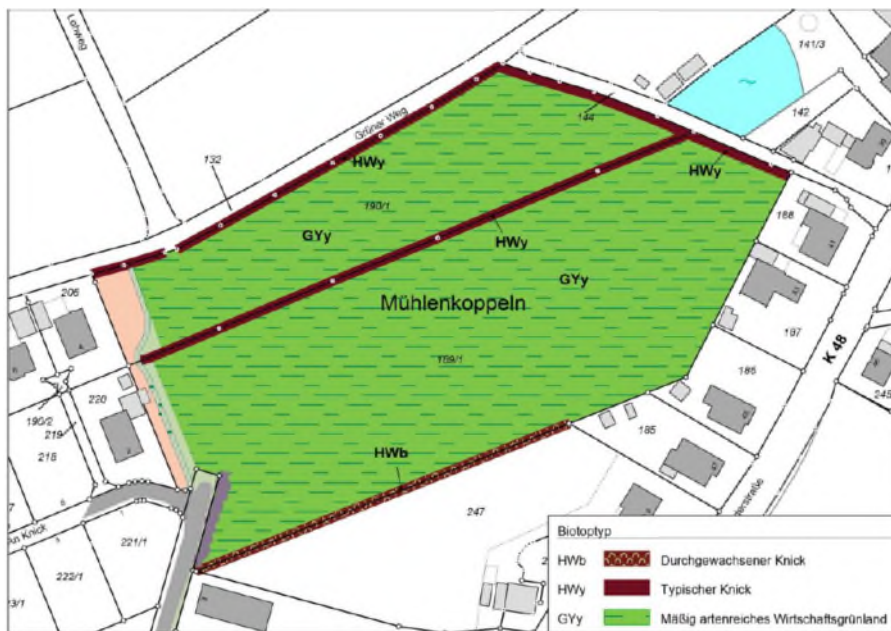 Lohweg
141/3
142
144
Grüner Weg
132
HWy
HWy
190/1
188
GYy
HWy
GYy
206
Mühlenkoppeln
187
K 48
189/1
186
190/2
220
219
218
185
HWb
247
An Knick
221/1
222/1
Biotoptyp
HWb Durchgewachsener Knick
HWy Typischer Knick
GYy Mäßig artenreiches Wirtschaftsgrünland